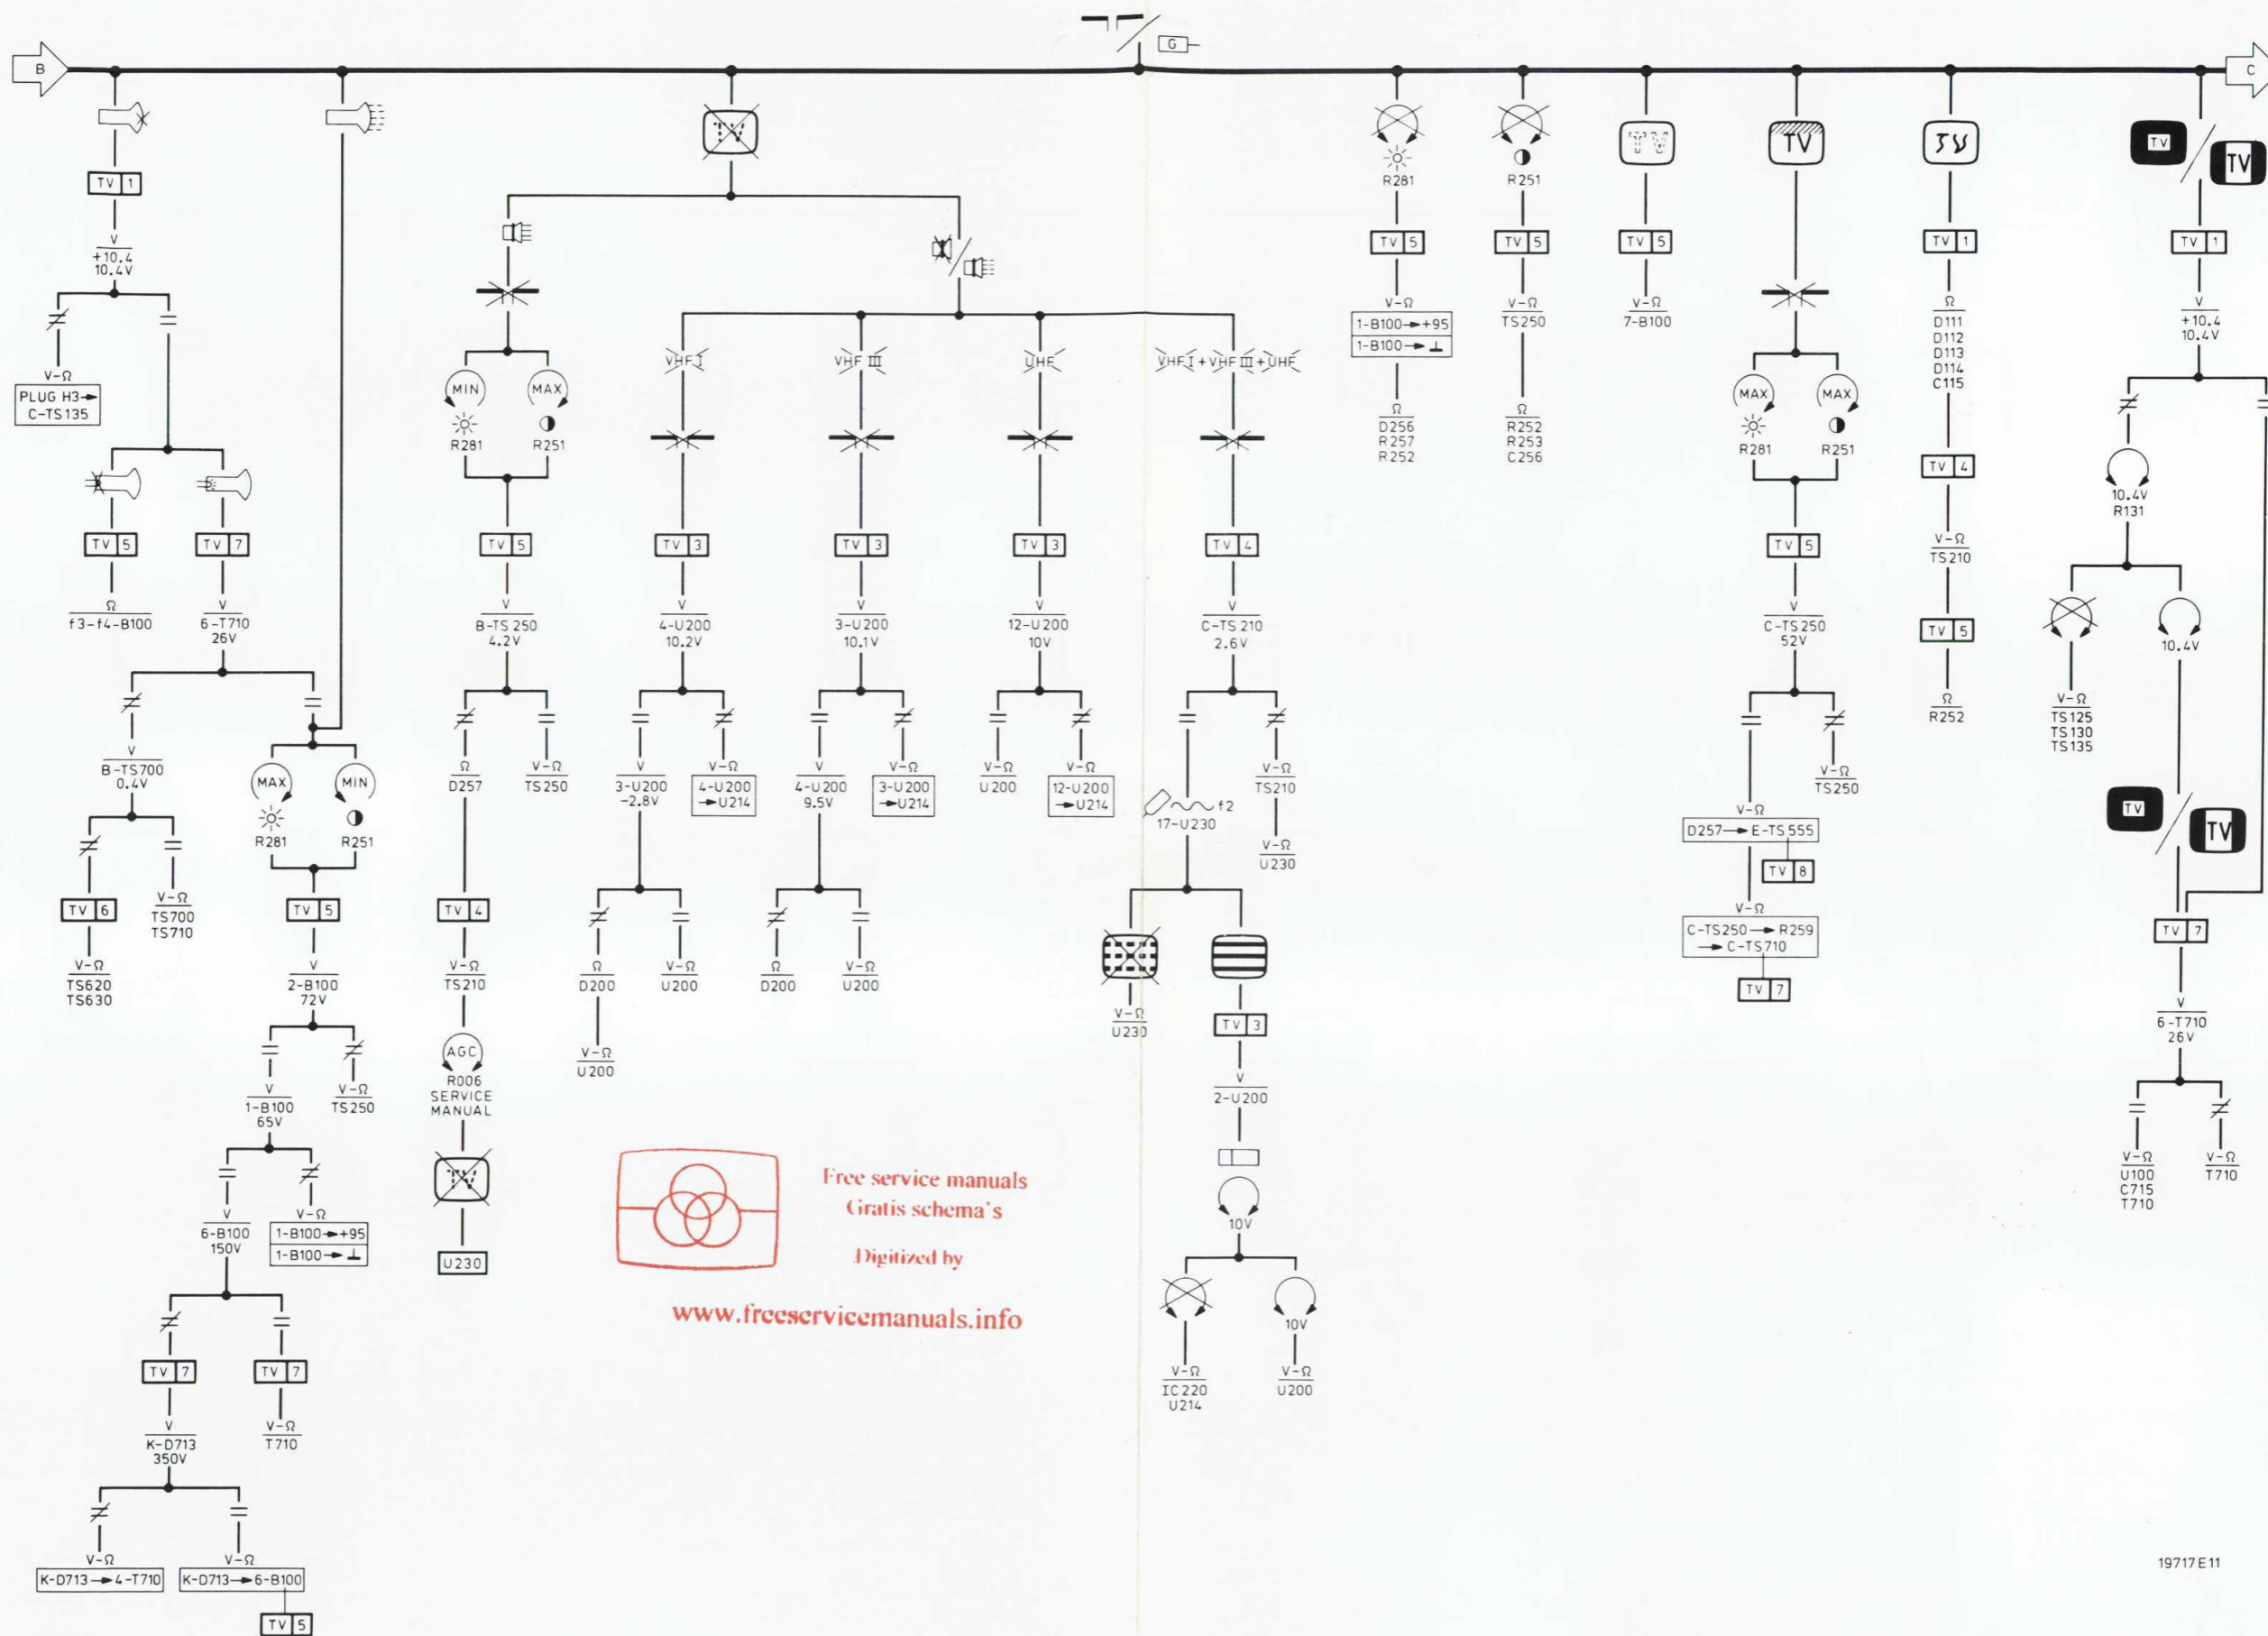 G
B
C
TV 1
V
+10.4
10.4V
V-Ω
PLUG H3→
C-TS135
TV 5
Ω
f3-f4-B100
TV 7
V
6-T710
26V
V
B-TS700
0.4V
TV 6
V-Ω
TS620
TS630
V-Ω
TS700
TS710
MAX
R281
MIN
R251
TV 5
V
2-B100
72V
V
1-B100
65V
V-Ω
TS250
V
6-B100
150V
V-Ω
1-B100→+95
1-B100→⊥
TV 7
V
K-D713
350V
TV 7
V-Ω
T710
V-Ω
K-D713→4-T710
V-Ω
K-D713→6-B100
TV 5
TV
MIN
R281
MAX
R251
TV 5
V
B-TS250
4.2V
Ω
D257
V-Ω
TS250
TV 4
V-Ω
TS210
AGC
R006
SERVICE
MANUAL
TV
U230
VHF I
TV 3
V
4-U200
10.2V
V
3-U200
-2.8V
V-Ω
4-U200
→U214
Ω
D200
V-Ω
U200
V-Ω
U200
VHF III
TV 3
V
3-U200
10.1V
V
4-U200
9.5V
V-Ω
3-U200
→U214
Ω
D200
V-Ω
U200
UHF
TV 3
V
12-U200
10V
V-Ω
U200
V-Ω
12-U200
→U214
VHF I+VHF III+UHF
TV 4
V
C-TS210
2.6V
f2
17-U230
V-Ω
TS210
V-Ω
U230
V-Ω
U230
TV 3
V
2-U200
10V
V-Ω
IC220
U214
10V
V-Ω
U200
R281
TV 5
V-Ω
1-B100→+95
1-B100→⊥
Ω
D256
R257
R252
R251
TV 5
V-Ω
TS250
Ω
R252
R253
C256
TV
TV 5
V-Ω
7-B100
TV
MAX
R281
MAX
R251
TV 5
V
C-TS250
52V
V-Ω
TS250
V-Ω
D257→E-TS555
TV 8
V-Ω
C-TS250→R259
→C-TS710
TV 7
TV
TV 1
Ω
D111
D112
D113
D114
C115
TV 4
V-Ω
TS210
TV 5
Ω
R252
TV
TV
TV 1
V
+10.4
10.4V
10.4V
R131
V-Ω
TS125
TS130
TS135
10.4V
TV
TV
TV 7
V
6-T710
26V
V-Ω
U100
C715
T710
V-Ω
T710
Free service manuals
Gratis schema's
Digitized by
www.freeservicemanuals.info
19717E11